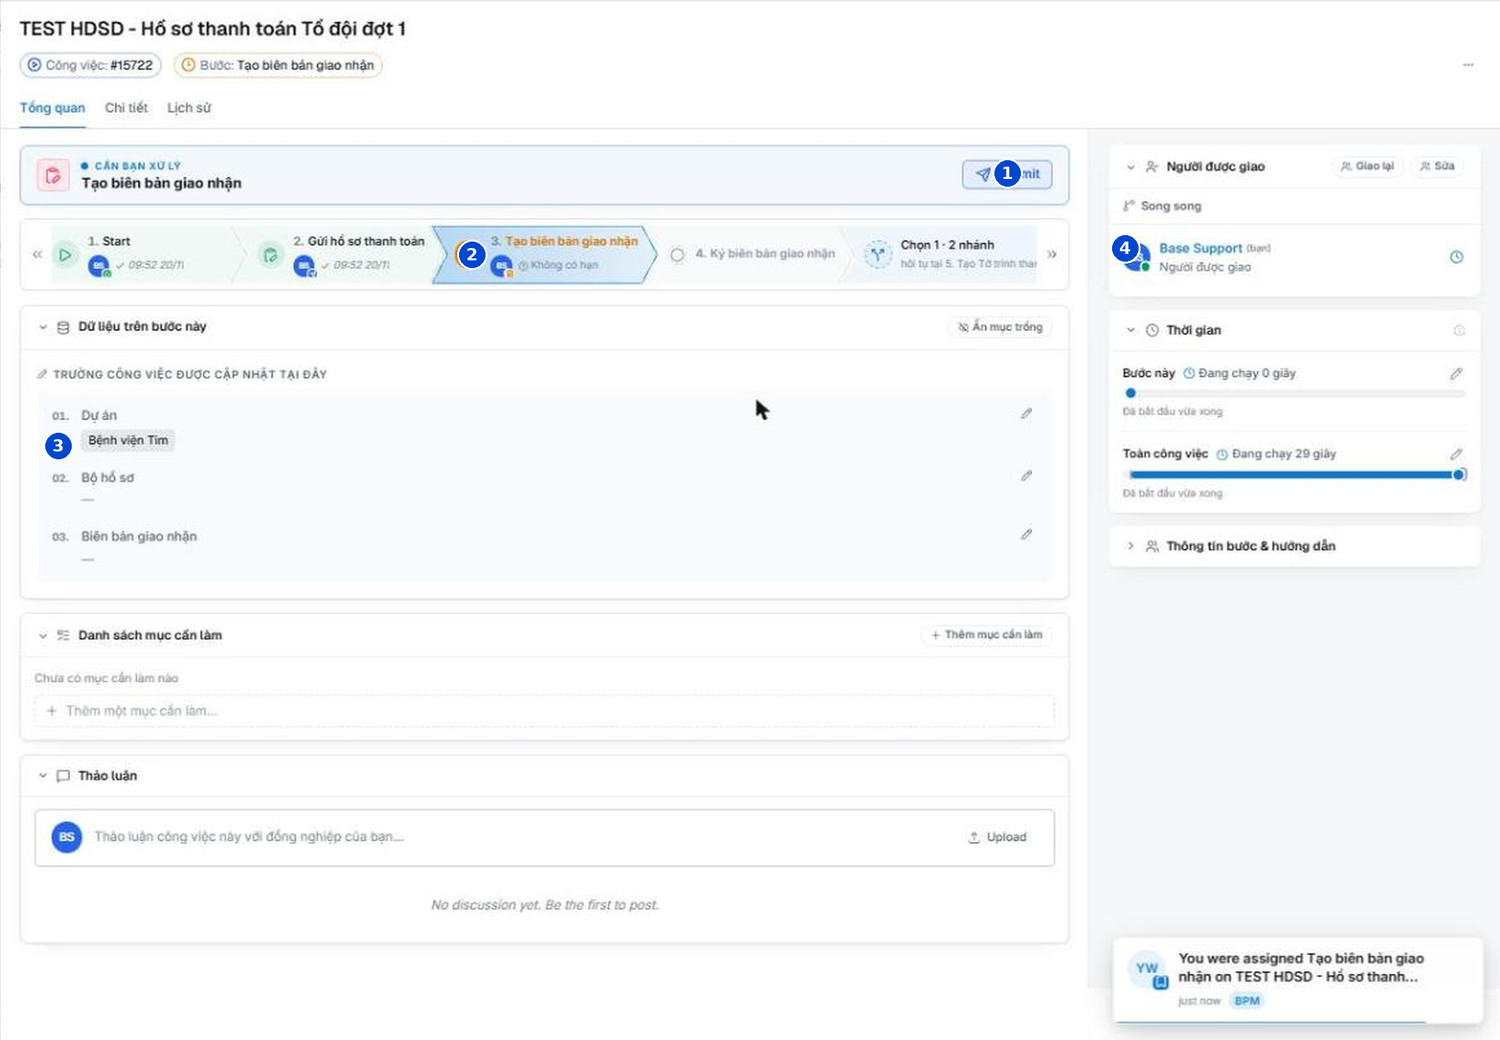 TEST HDSD - Hồ sơ thanh toán Tổ đội đợt 1
Công việc: #15722
Bước: Tạo biên bản giao nhận
Tổng quan
Chi tiết
Lịch sử
CẦN BẠN XỬ LÝ
Tạo biên bản giao nhận
1
mit
1. Start
09:52 20/11
2. Gửi hồ sơ thanh toán
09:52 20/11
2
3. Tạo biên bản giao nhận
Không có hạn
4. Ký biên bản giao nhận
Chọn 1 - 2 nhánh
hội tụ tại 5. Tạo Tờ trình
Dữ liệu trên bước này
Ẩn mục trống
TRƯỜNG CÔNG VIỆC ĐƯỢC CẬP NHẬT TẠI ĐÂY
01. Dự án
3
Bệnh viện Tim
02. Bộ hồ sơ
—
03. Biên bản giao nhận
—
Danh sách mục cần làm
+ Thêm mục cần làm
Chưa có mục cần làm nào
+ Thêm một mục cần làm...
Thảo luận
BS
Thảo luận công việc này với đồng nghiệp của bạn...
Upload
No discussion yet. Be the first to post.
Người được giao
Giao lại
Sửa
Song song
4
Base Support (bạn)
Người được giao
Thời gian
Bước này
Đang chạy 0 giây
Đã bắt đầu vừa xong
Toàn công việc
Đang chạy 29 giây
Đã bắt đầu vừa xong
Thông tin bước & hướng dẫn
YW
You were assigned Tạo biên bản giao
nhận on TEST HDSD - Hồ sơ thanh...
just now
BPM